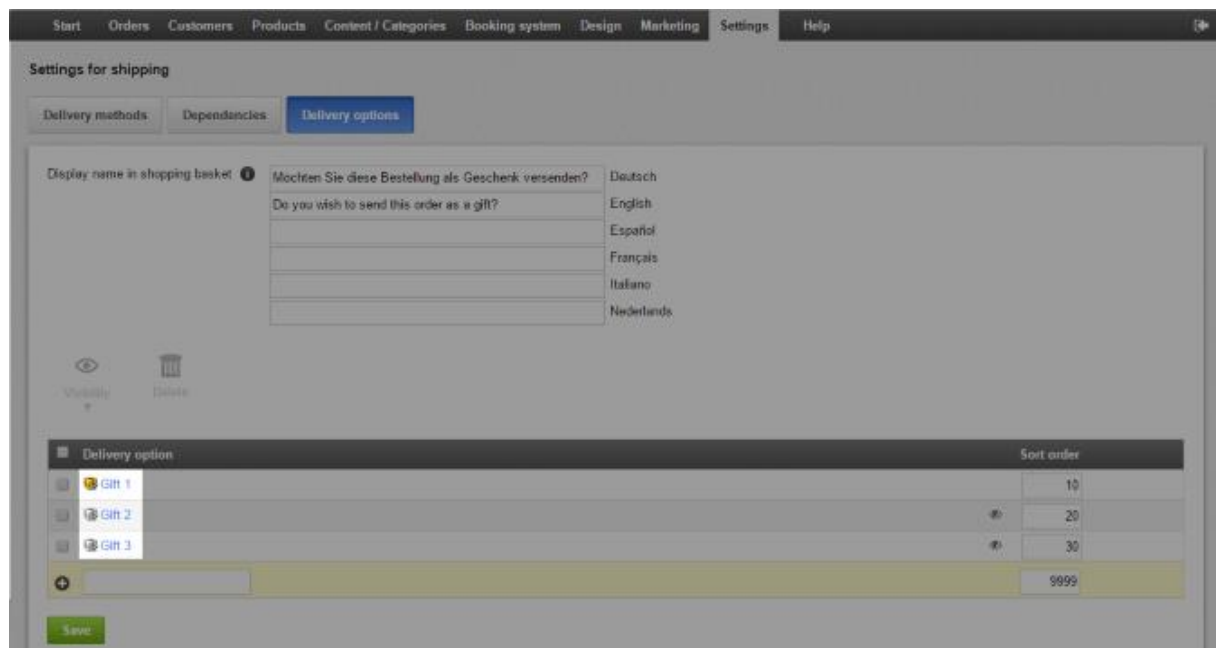 Start Orders Customers Products Content / Categories Booking system Design Marketing Settings Help
Settings for shipping
Delivery methods Dependencies Delivery options
Display name in shopping basket Möchten Sie diese Bestellung als Geschenk versenden? Deutsch
Do you wish to send this order as a gift? English
Español
Français
Italiano
Nederlands
Visibility Delete
Delivery option Sort order
Gift 1 10
Gift 2 20
Gift 3 30
9999
Save